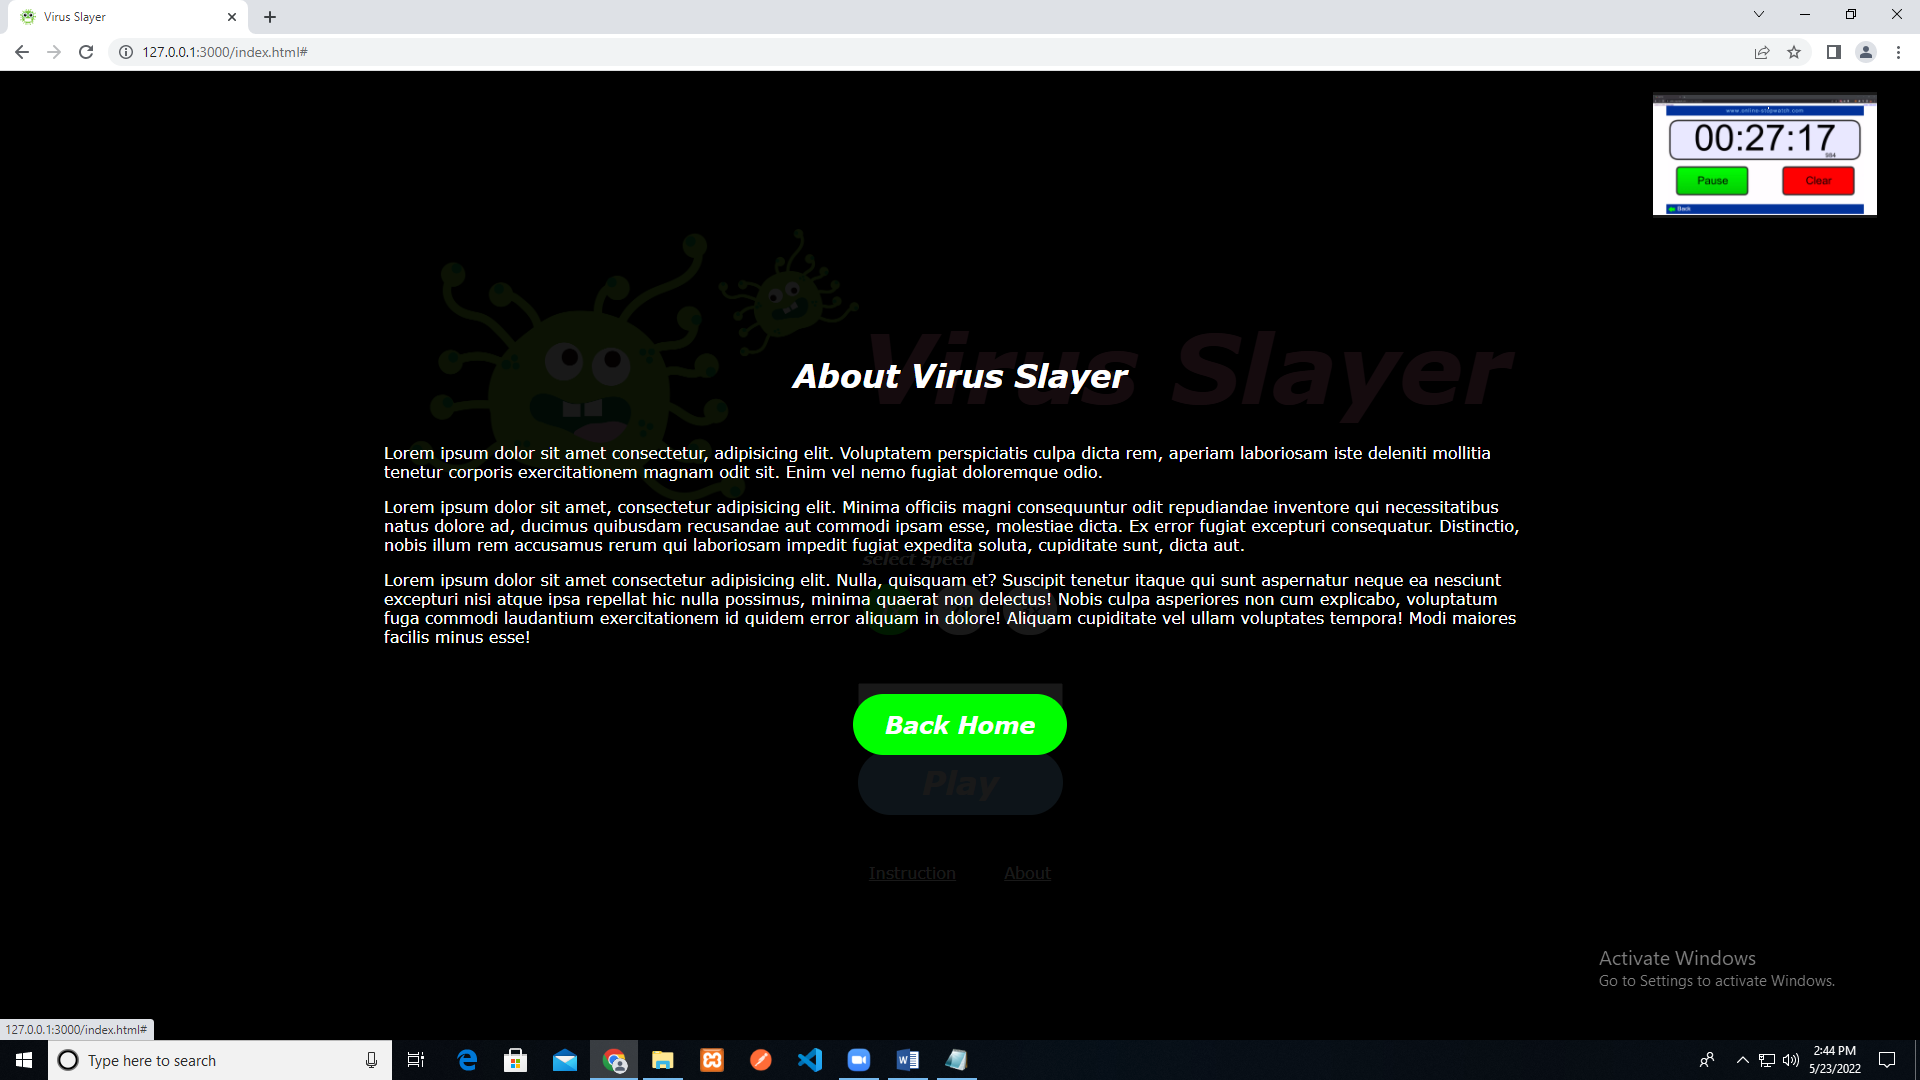 Virus Slayer
127.0.0.1:3000/index.html#
www.online-stopwatch.com
00:27:17
Pause
Clear
Back
Virus Slayer
About Virus Slayer
Lorem ipsum dolor sit amet consectetur, adipisicing elit. Voluptatem perspiciatis culpa dicta rem, aperiam laboriosam iste deleniti mollitia
tenetur corporis exercitationem magnam odit sit. Enim vel nemo fugiat doloremque odio.
Lorem ipsum dolor sit amet, consectetur adipisicing elit. Minima officiis magni consequuntur odit repudiandae inventore qui necessitatibus
natus dolore ad, ducimus quibusdam recusandae aut commodi ipsam esse, molestiae dicta. Ex error fugiat excepturi consequatur. Distinctio,
nobis illum rem accusamus rerum qui laboriosam impedit fugiat expedita soluta, cupiditate sunt, dicta aut.
select speed
Lorem ipsum dolor sit amet consectetur adipisicing elit. Nulla, quisquam et? Suscipit tenetur itaque qui sunt aspernatur neque ea nesciunt
excepturi nisi atque ipsa repellat hic nulla possimus, minima quaerat non delectus! Nobis culpa asperiores non cum explicabo, voluptatum
fuga commodi laudantium exercitationem id quidem error aliquam in dolore! Aliquam cupiditate vel ullam voluptates tempora! Modi maiores
facilis minus esse!
Back Home
Play
Instruction About
Activate Windows
Go to Settings to activate Windows.
127.0.0.1:3000/index.html#
Type here to search
2:44 PM
5/23/2022